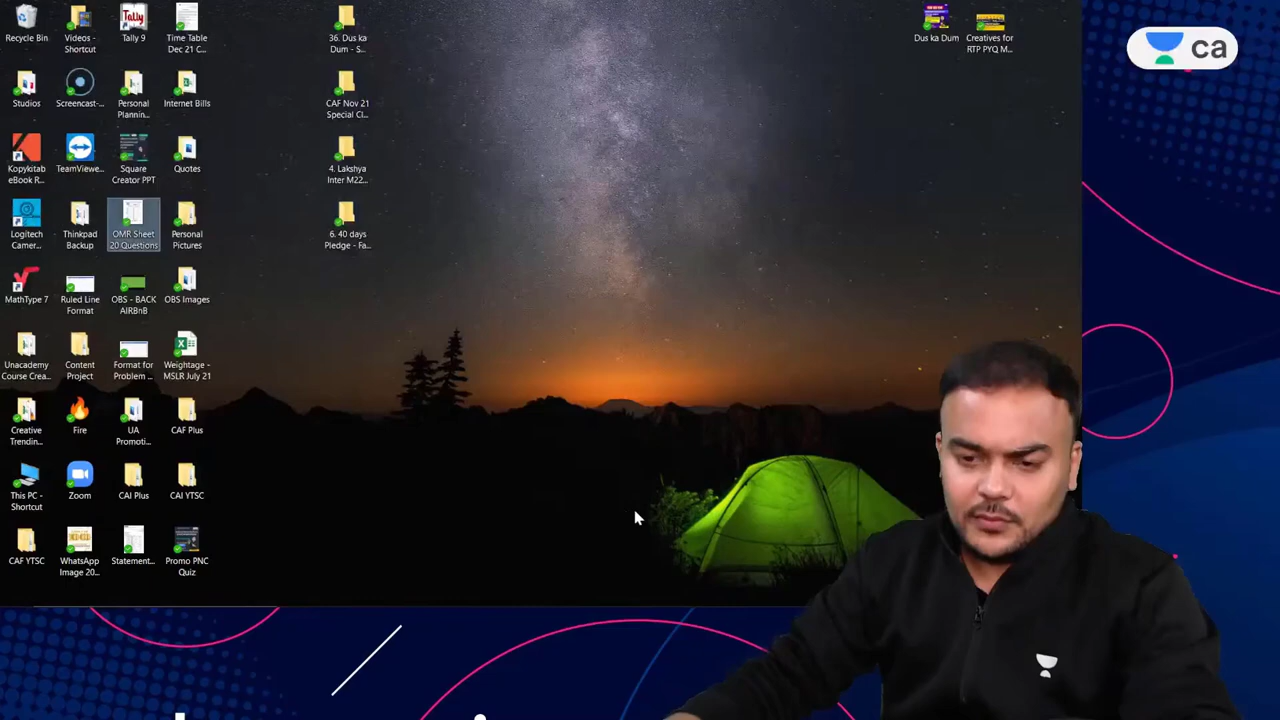 Recycle Bin
Videos -
Shortcut
Tally
Tally 9
Time Table
Dec 21 C...
36. Dus ka
Dum - S...
Dus ka Dum
Creatives for
RTP PYQ M...
ca
Studios
Screencast-...
Personal
Plannin...
Internet Bills
CAF Nov 21
Special Cl...
Kopykitab
eBook R...
TeamViewe...
Square
Creator PPT
Quotes
4. Lakshya
Inter M22...
Logitech
Camer...
Thinkpad
Backup
OMR Sheet
20 Questions
Personal
Pictures
6. 40 days
Pledge - Fa...
MathType 7
Ruled Line
Format
OBS - BACK
AIRBnB
OBS Images
Unacademy
Course Crea...
Content
Project
Format for
Problem ...
Weightage -
MSLR July 21
Creative
Trendin...
Fire
UA
Promoti...
CAF Plus
This PC -
Shortcut
Zoom
CAI Plus
CAI YTSC
CAF YTSC
WhatsApp
Image 20...
Statement...
Promo PNC
Quiz